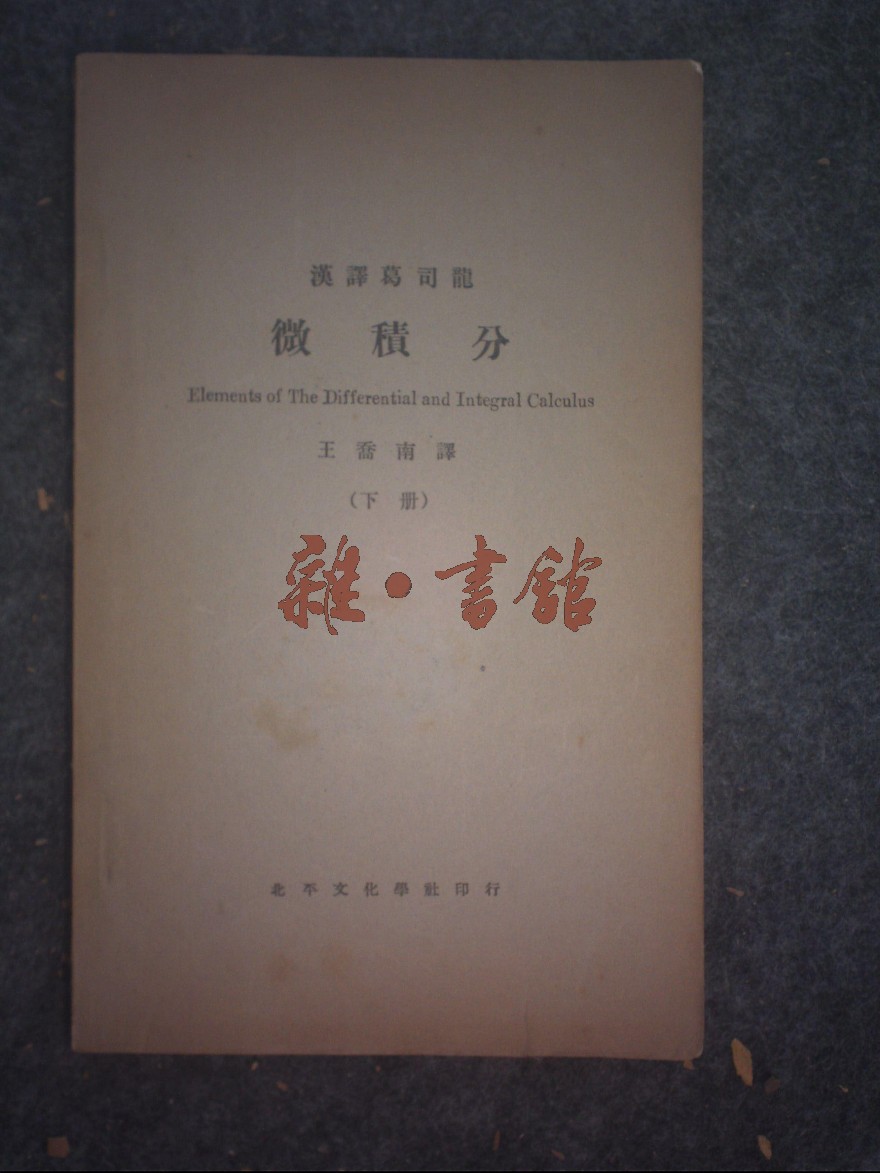 漢譯葛司龍
微積分
Elements of The Differential and Integral Calculus
王喬南譯
（下册）
雜·書館
北平文化學社印行